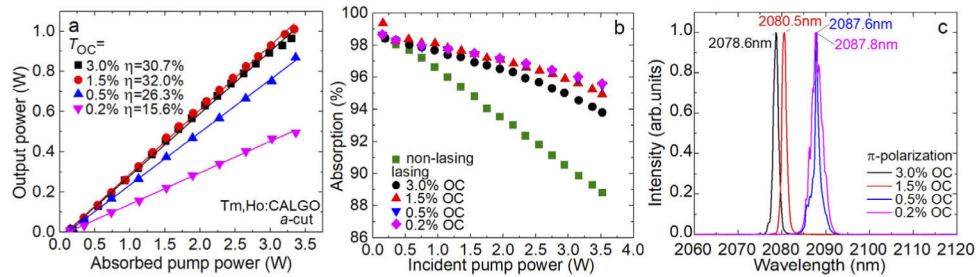 a
T_OC=
3.0% η=30.7%
1.5% η=32.0%
0.5% η=26.3%
0.2% η=15.6%
Tm,Ho:CALGO
a-cut
Output power (W)
1.0
0.8
0.6
0.4
0.2
0.0
0.0 0.5 1.0 1.5 2.0 2.5 3.0 3.5
Absorbed pump power (W)
b
non-lasing
lasing
3.0% OC
1.5% OC
0.5% OC
0.2% OC
Absorption (%)
100
98
96
94
92
90
88
86
0.0 0.5 1.0 1.5 2.0 2.5 3.0 3.5 4.0
Incident pump power (W)
c
2080.5nm
2087.6nm
2078.6nm
2087.8nm
π-polarization
3.0% OC
1.5% OC
0.5% OC
0.2% OC
Intensity (arb.units)
1.0
0.8
0.6
0.4
0.2
0.0
2060 2070 2080 2090 2100 2110 2120
Wavelength (nm)